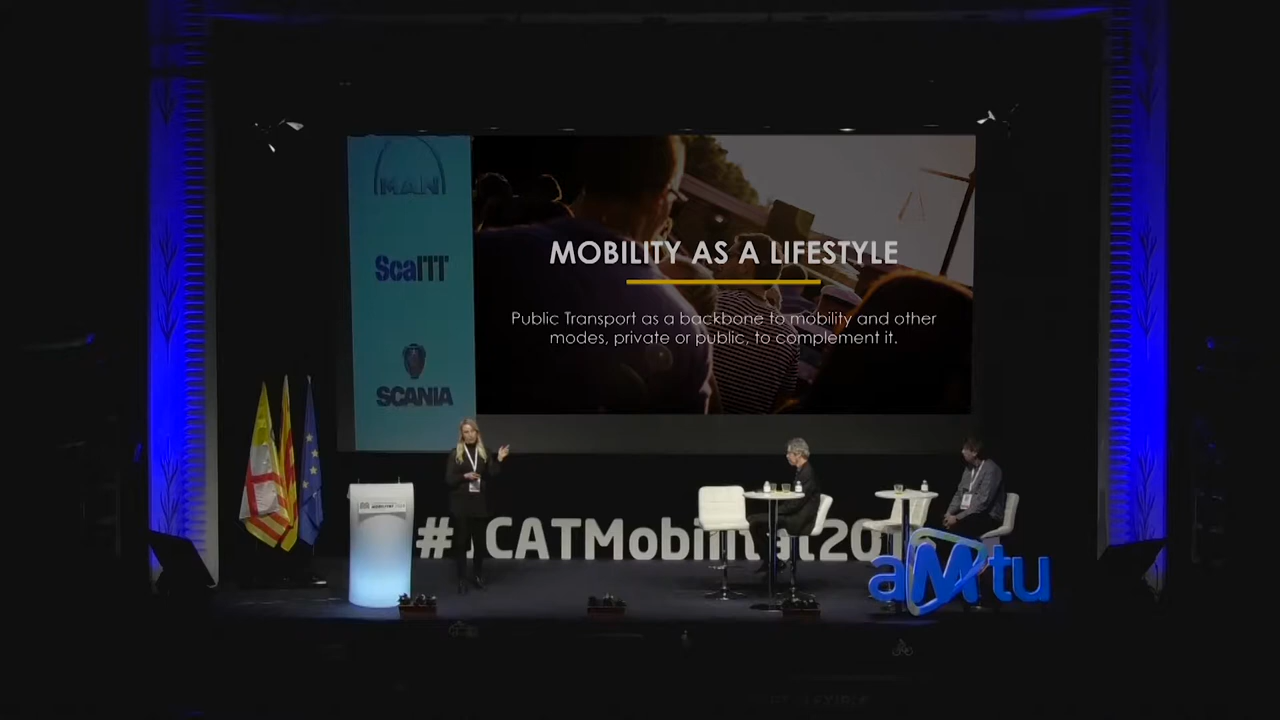 MAN
ScaITT
SCANIA
MOBILITY AS A LIFESTYLE
Public Transport as a backbone to mobility and other
modes, private or public, to complement it.
CATMobilitat20
aMtu